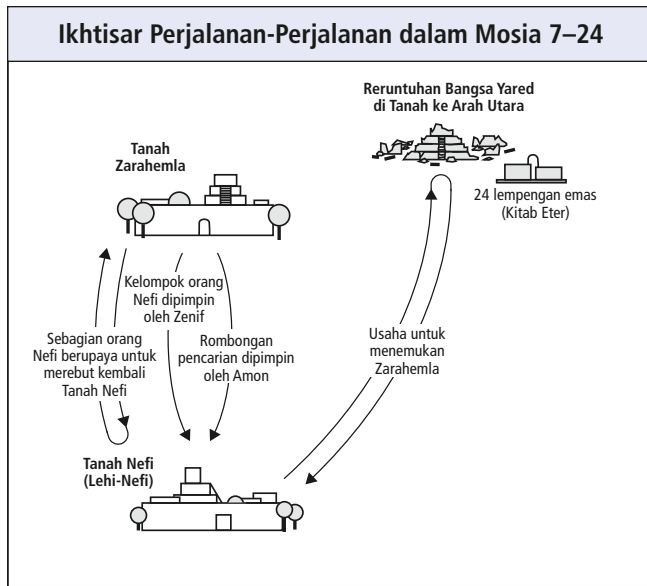 Ikhtisar Perjalanan-Perjalanan dalam Mosia 7–24
Reruntuhan Bangsa Yared
di Tanah ke Arah Utara
Tanah
Zarahemla
24 lempengan emas
(Kitab Eter)
Kelompok orang
Nefi dipimpin
oleh Zenif
Sebagian orang
Nefi berupaya untuk
merebut kembali
Tanah Nefi
Rombongan
pencarian dipimpin
oleh Amon
Usaha untuk
menemukan
Zarahemla
Tanah Nefi
(Lehi-Nefi)